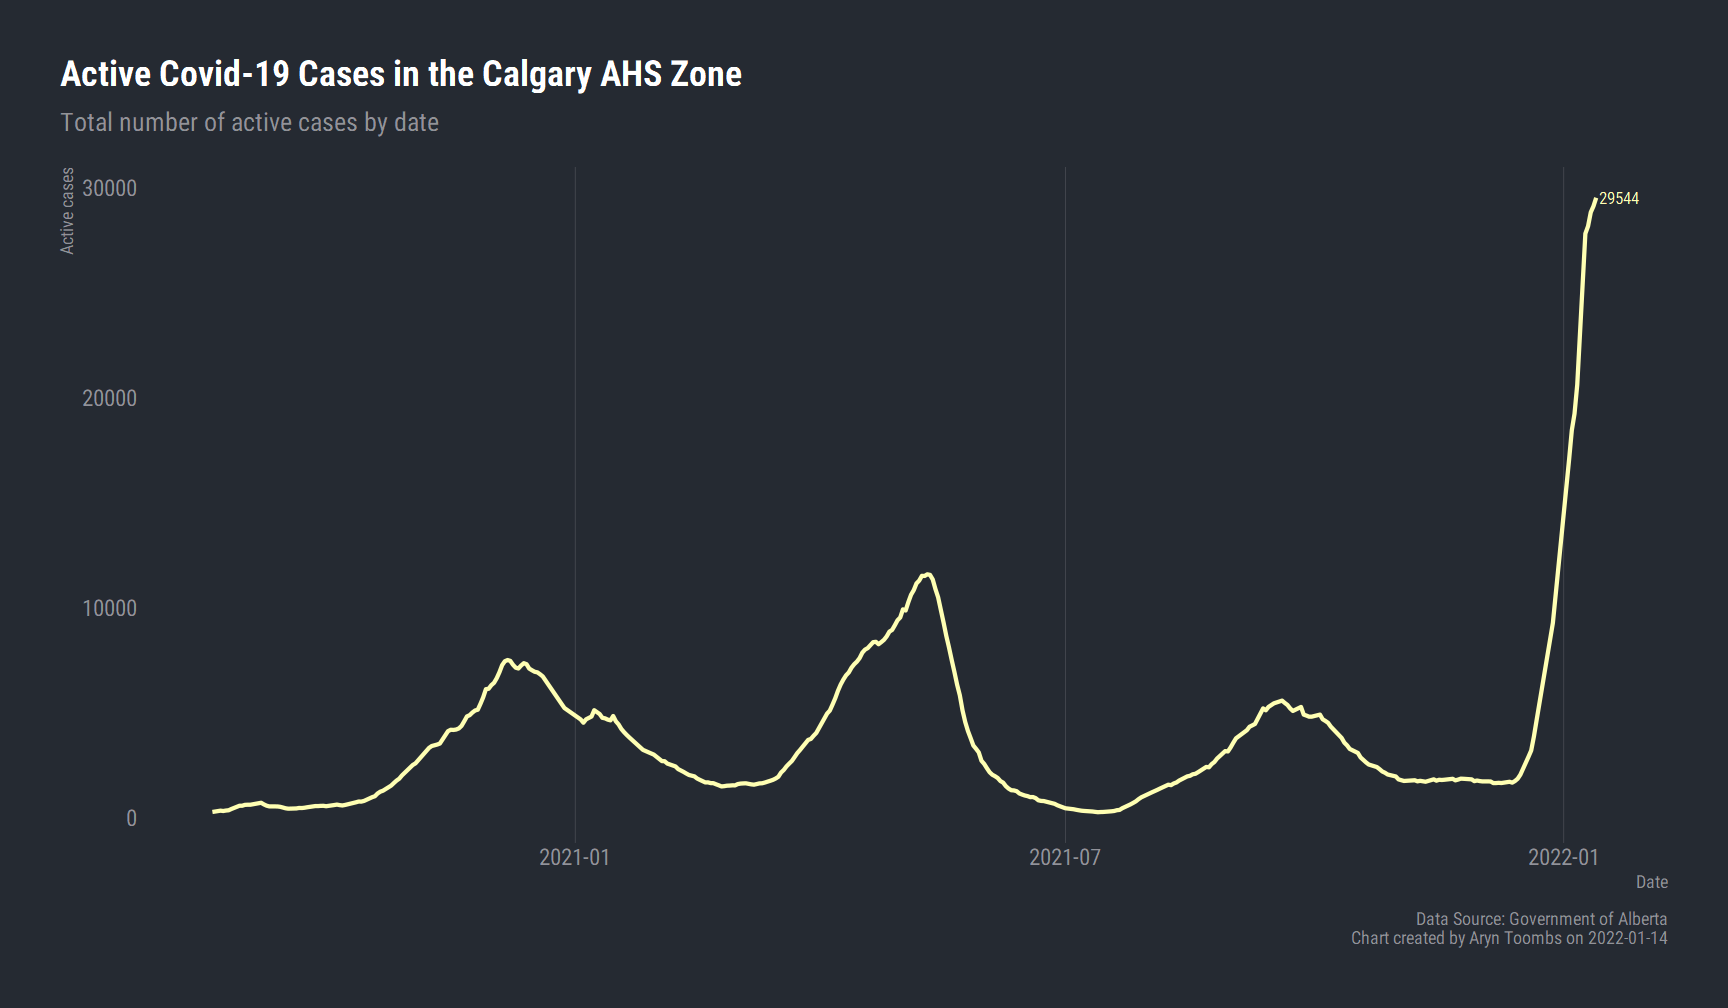 Active Covid-19 Cases in the Calgary AHS Zone
Total number of active cases by date
Active cases
30000
29544
20000
10000
0
2021-01
2021-07
2022-01
Date
Data Source: Government of Alberta
Chart created by Aryn Toombs on 2022-01-14